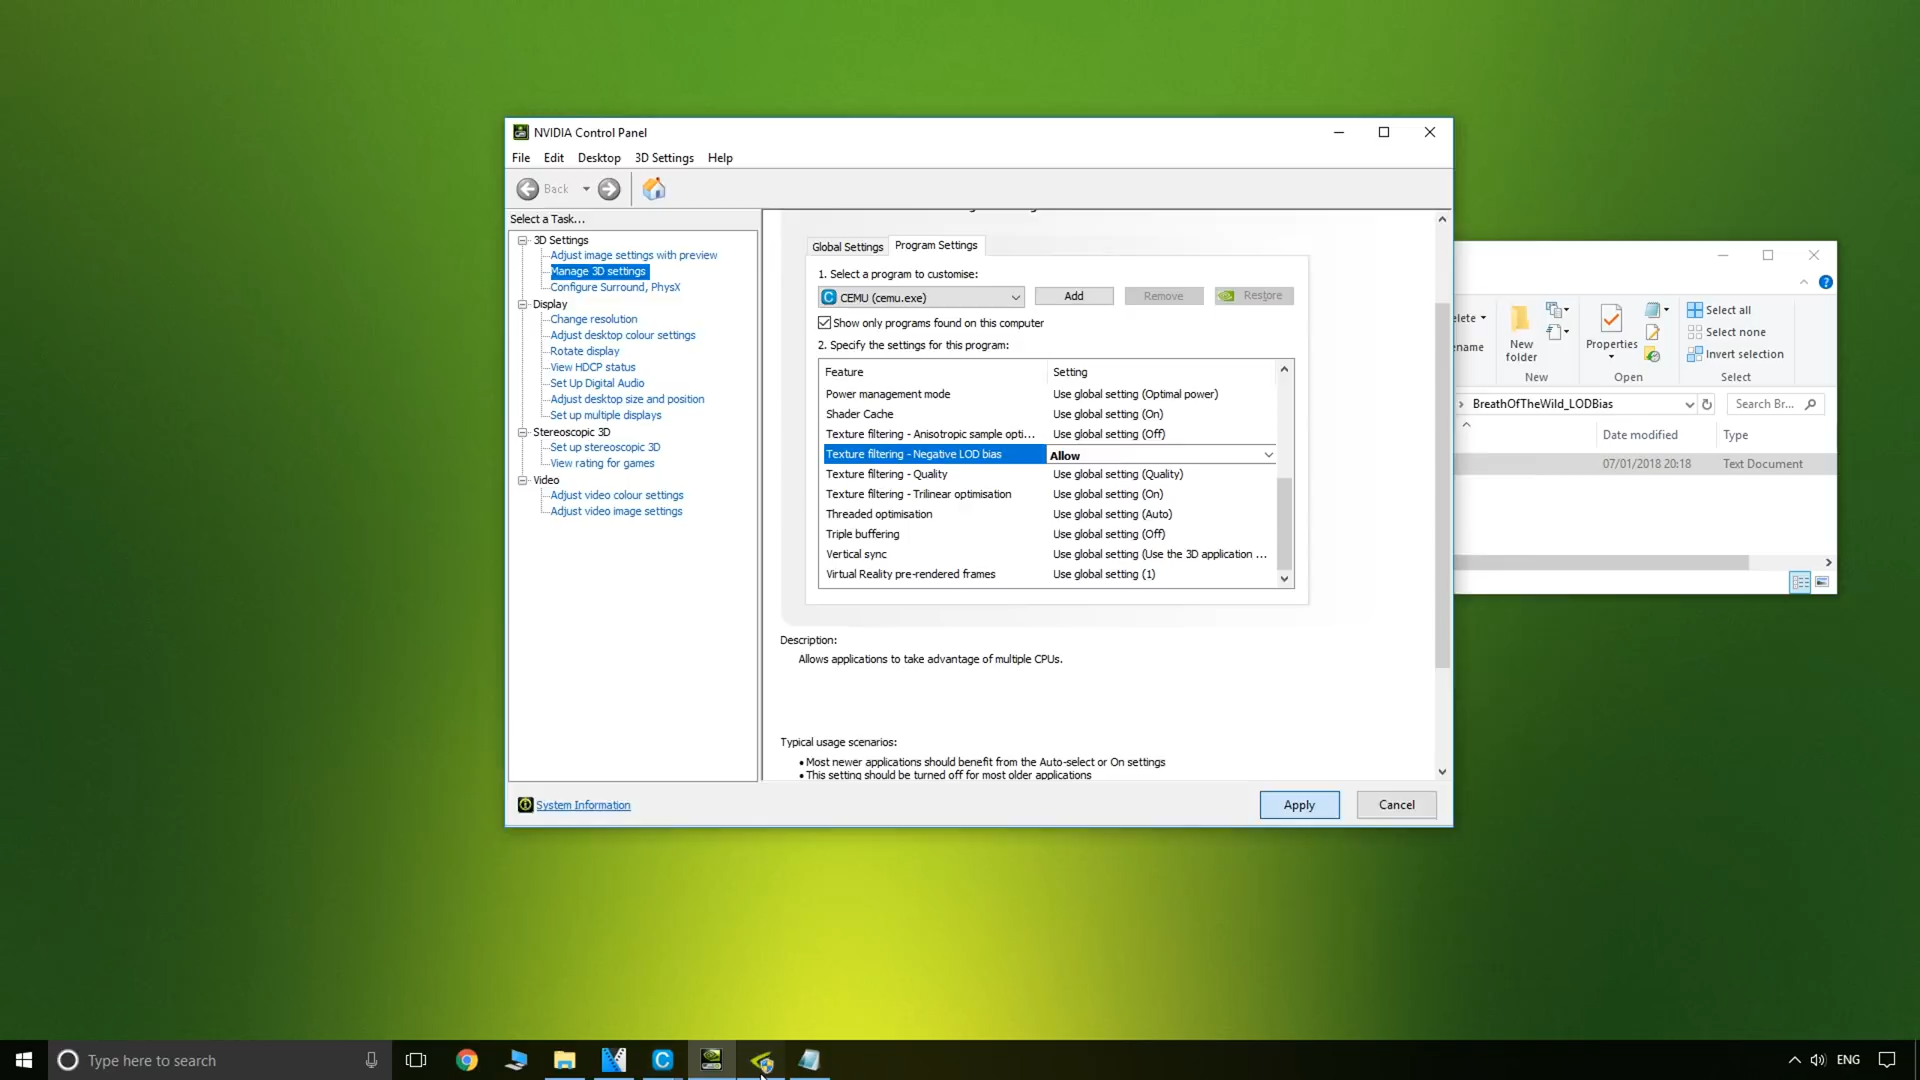 NVIDIA Control Panel
File Edit Desktop 3D Settings Help
Back
Select a Task...
3D Settings
Adjust image settings with preview
Manage 3D settings
Configure Surround, PhysX
Display
Change resolution
Adjust desktop colour settings
Rotate display
View HDCP status
Set Up Digital Audio
Adjust desktop size and position
Set up multiple displays
Stereoscopic 3D
Set up stereoscopic 3D
View rating for games
Video
Adjust video colour settings
Adjust video image settings
System Information
Global Settings Program Settings
1. Select a program to customise:
CEMU (cemu.exe) Add Remove Restore
Show only programs found on this computer
2. Specify the settings for this program:
Feature Setting
Power management mode Use global setting (Optimal power)
Shader Cache Use global setting (On)
Texture filtering - Anisotropic sample opti... Use global setting (Off)
Texture filtering - Negative LOD bias Allow
Texture filtering - Quality Use global setting (Quality)
Texture filtering - Trilinear optimisation Use global setting (On)
Threaded optimisation Use global setting (Auto)
Triple buffering Use global setting (Off)
Vertical sync Use global setting (Use the 3D application ...
Virtual Reality pre-rendered frames Use global setting (1)
Description:
Allows applications to take advantage of multiple CPUs.
Typical usage scenarios:
• Most newer applications should benefit from the Auto-select or On settings
• This setting should be turned off for most older applications
Apply Cancel
elete
ename
New
folder
New
Properties
Open
Select all
Select none
Invert selection
Select
BreathOfTheWild_LODBias Search Br...
Date modified Type
07/01/2018 20:18 Text Document
Type here to search
ENG